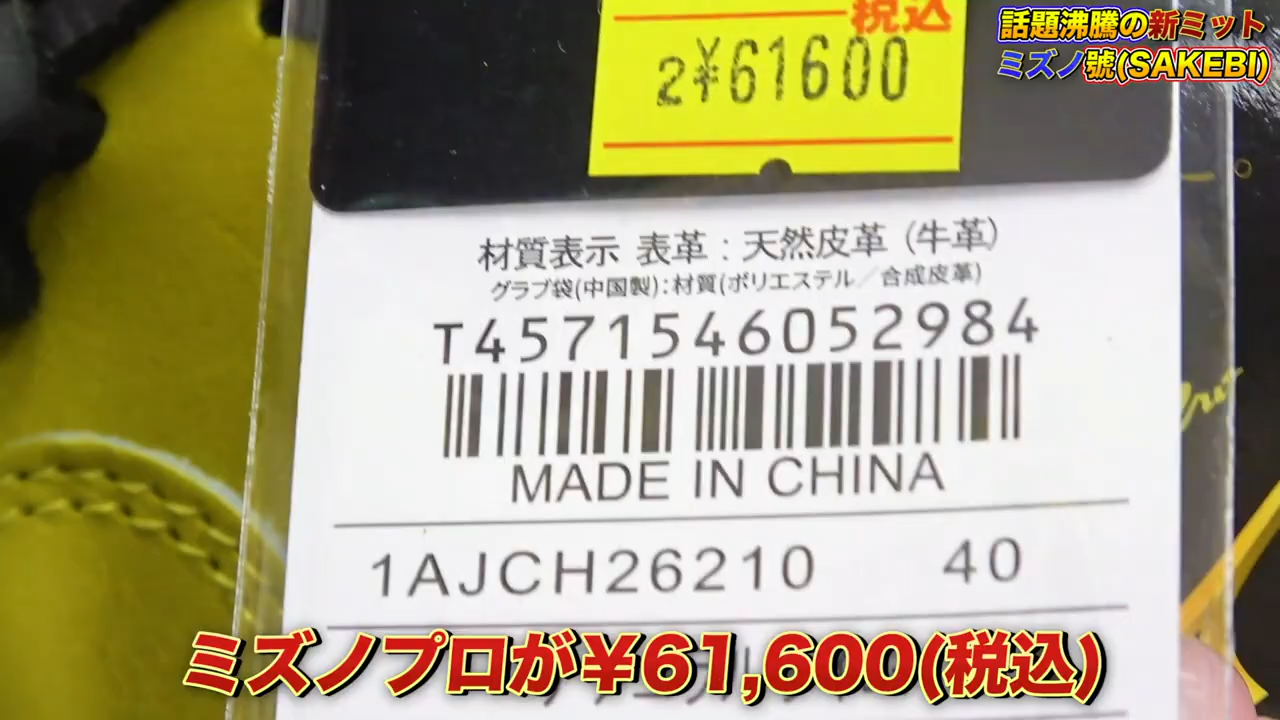 話題沸騰の新ミット
ミズノ號(SAKEBI)
税込
2¥61600
材質表示 表革:天然皮革(牛革)
グラブ袋(中国製):材質(ポリエステル/合成皮革)
T4571546052984
MADE IN CHINA
1AJCH26210 40
ミズノプロが¥61,600(税込)